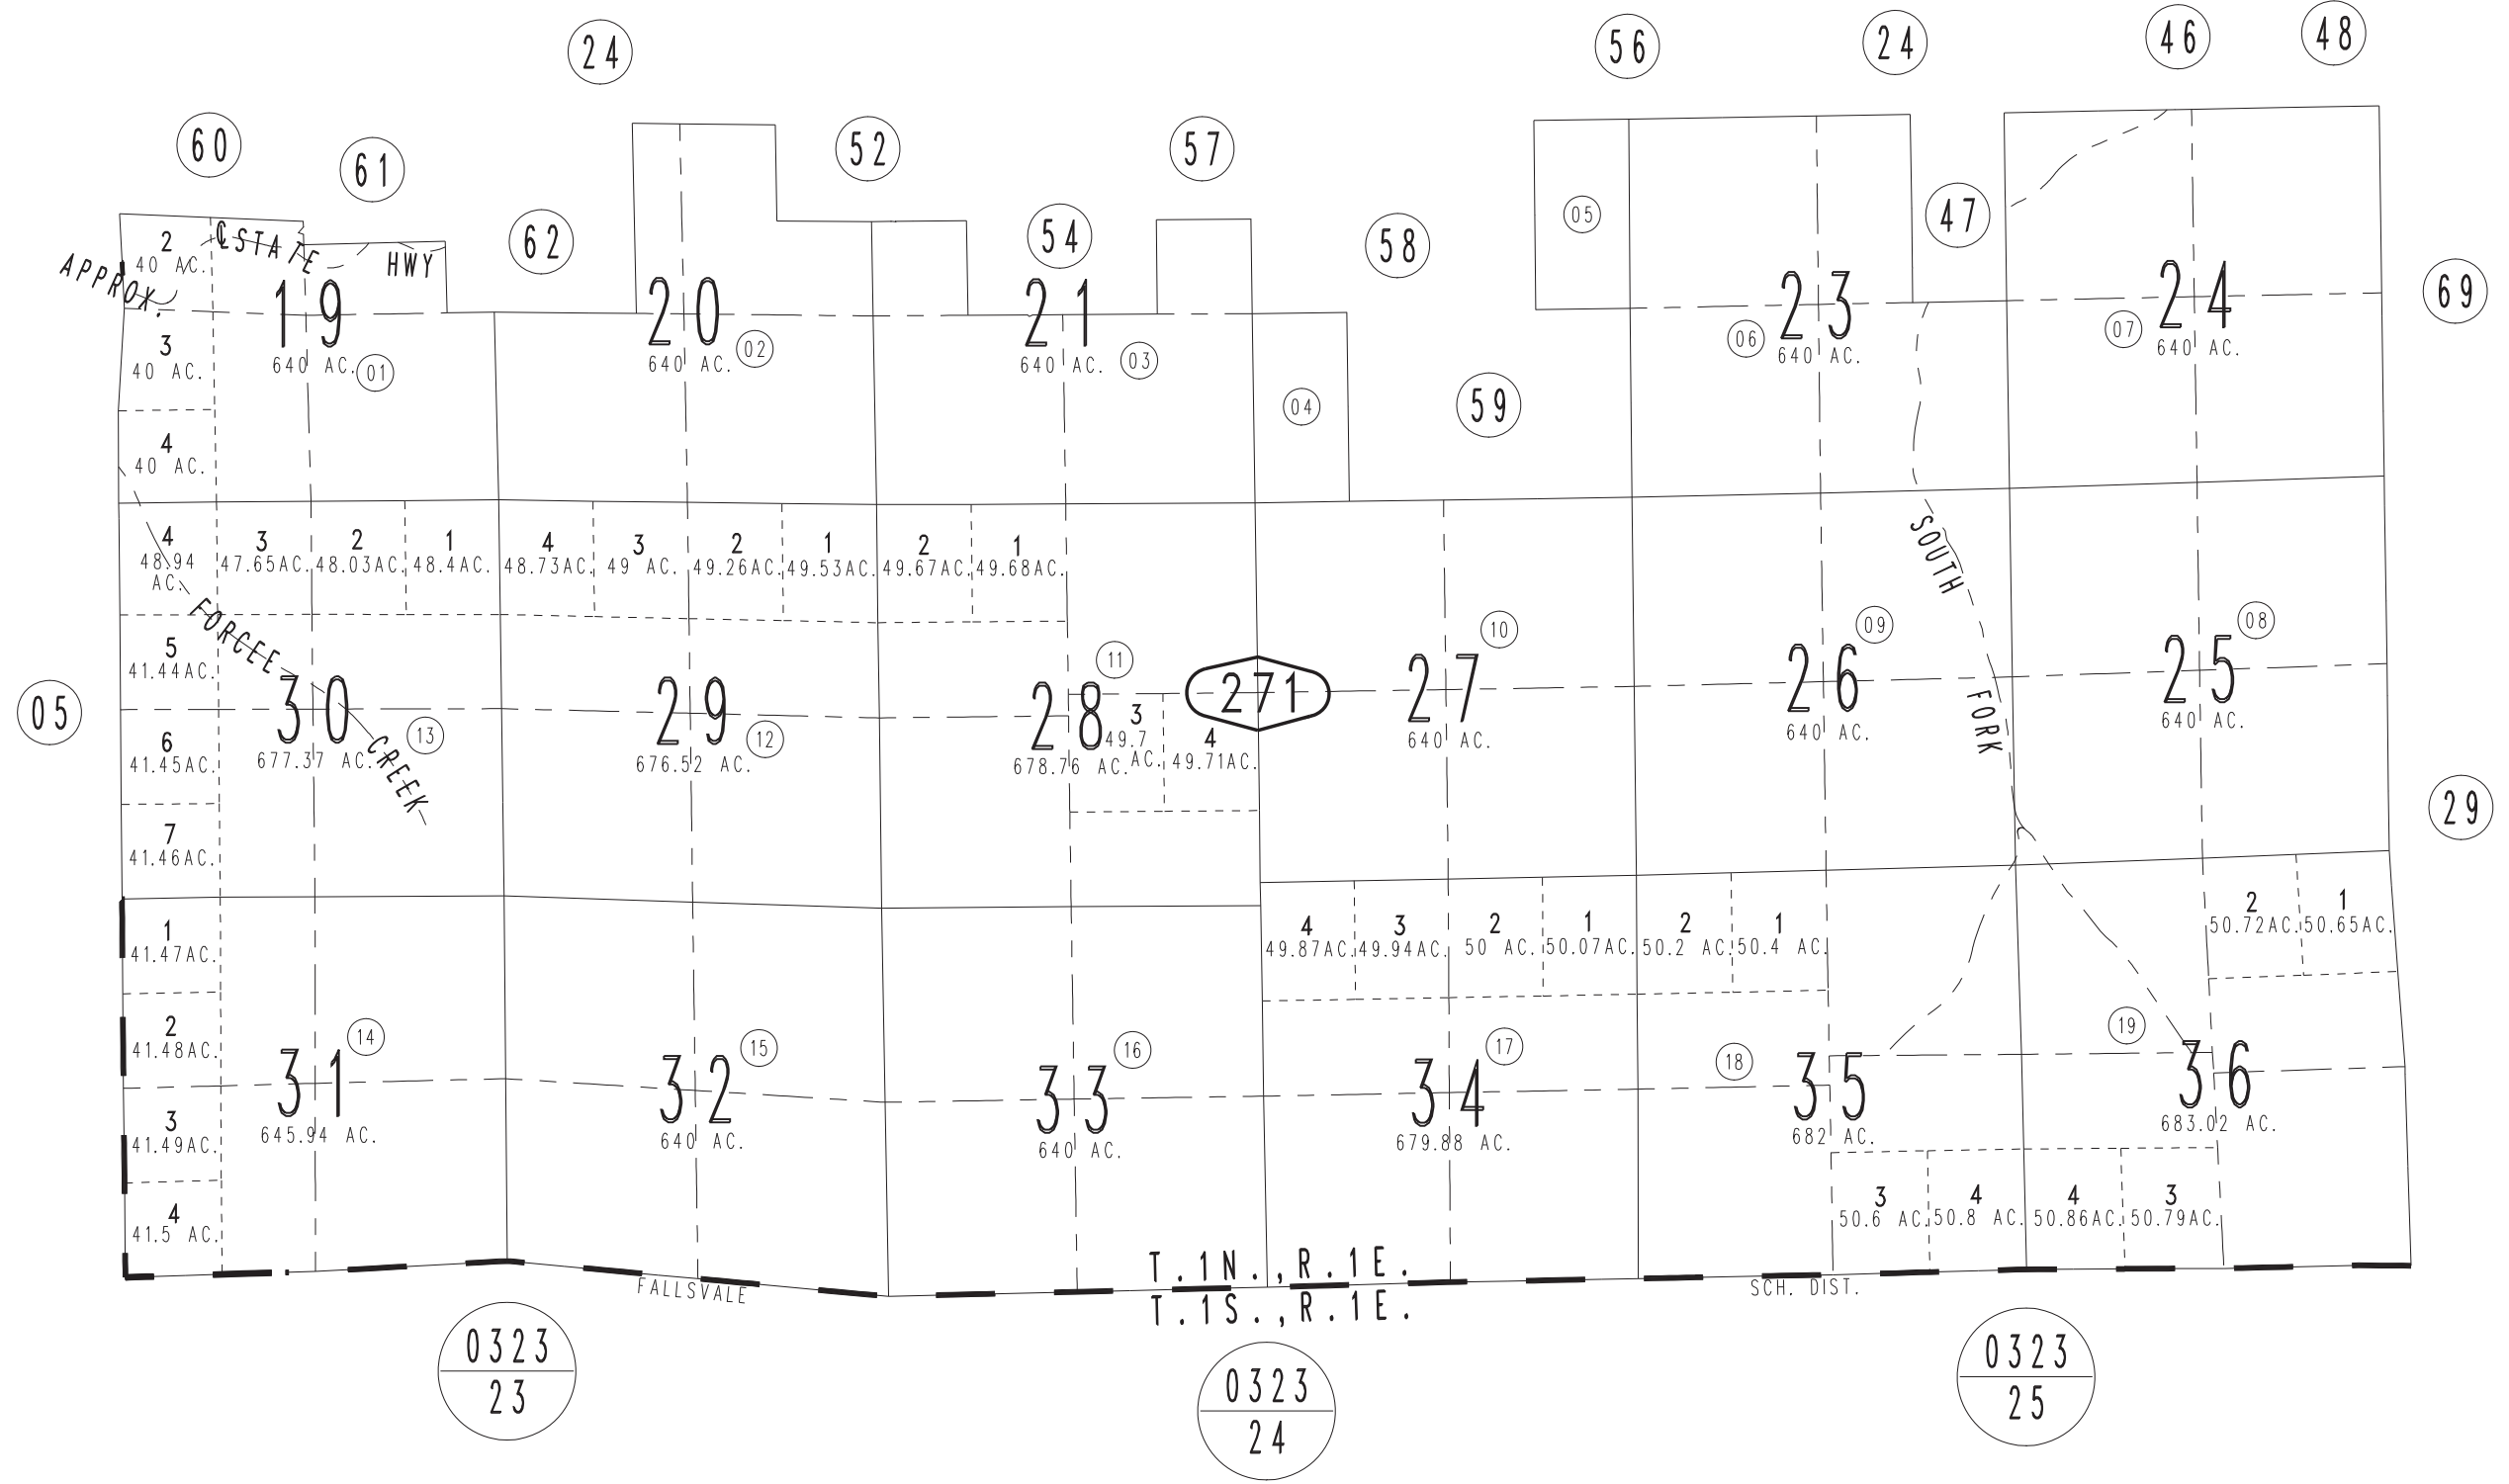 24
56
24
46
48
60
61
52
57
62
54
58
05
47
2
40 AC.
C STATE HWY
APPROX.
19
640 AC.
01
20
640 AC.
02
21
640 AC.
03
23
640 AC.
06
24
640 AC.
07
69
3
40 AC.
04
59
4
40 AC.
4
48.94
AC.
3
47.65AC.
2
48.03AC.
1
48.4AC.
4
48.73AC.
3
49 AC.
2
49.26AC.
1
49.53AC.
2
49.67AC.
1
49.68AC.
SOUTH
FORK
FORCEE
CREEK
5
41.44AC.
05
30
677.37 AC.
13
29
676.52 AC.
12
28
678.76 AC.
11
3
49.7
AC.
4
49.71AC.
271
27
640 AC.
10
26
640 AC.
09
25
640 AC.
08
6
41.45AC.
7
41.46AC.
29
1
41.47AC.
4
49.87AC.
3
49.94AC.
2
50 AC.
1
50.07AC.
2
50.2 AC.
1
50.4 AC.
2
50.72AC.
1
50.65AC.
2
41.48AC.
31
645.94 AC.
14
32
640 AC.
15
33
640 AC.
16
34
679.88 AC.
17
35
682 AC.
18
36
683.02 AC.
19
3
41.49AC.
4
41.5 AC.
3
50.6 AC.
4
50.8 AC.
4
50.86AC.
3
50.79AC.
T.1N.,R.1E.
FALLSVALE
SCH. DIST.
T.1S.,R.1E.
0323
23
0323
24
0323
25